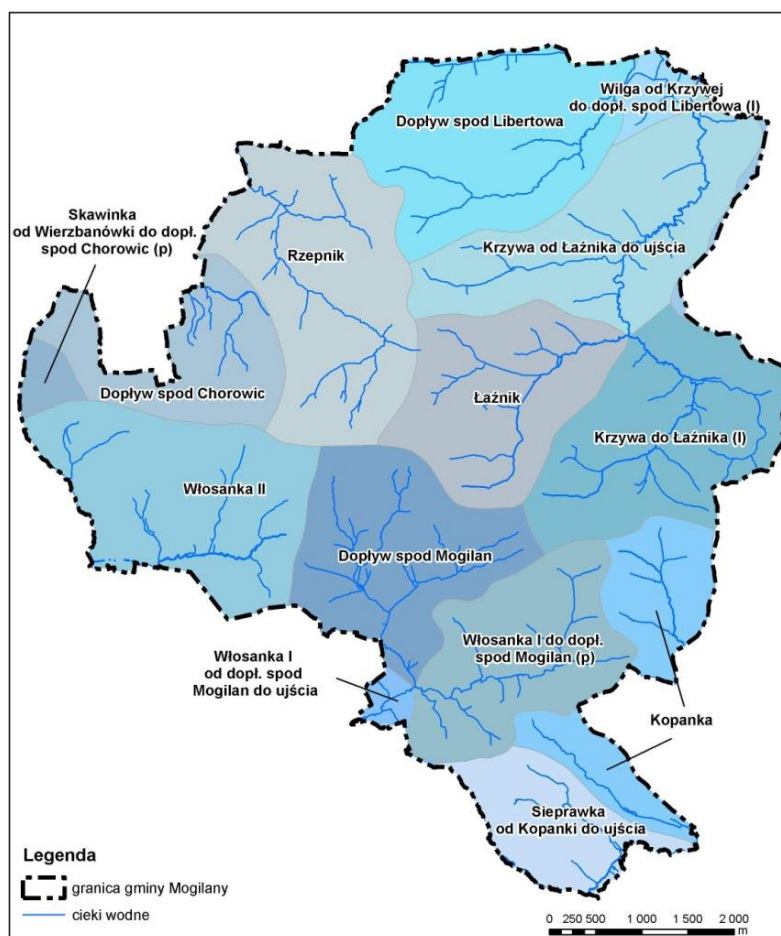 Wilga od Krzywej
do dopł. spod Libertowa (l)
Dopływ spod Libertowa
Skawinka
od Wierzbanówki do dopł.
spod Chorowic (p)
Rzepnik
Krzywa od Łaźnika do ujścia
Dopływ spod Chorowic
Łaźnik
Krzywa do Łaźnika (l)
Włosanka II
Dopływ spod Mogilan
Włosanka I do dopł.
spod Mogilan (p)
Włosanka I
od dopł. spod
Mogilan do ujścia
Kopanka
Sieprawka
od Kopanki do ujścia
Legenda
granica gminy Mogilany
cieki wodne
0 250 500 1 000 1 500 2 000
m